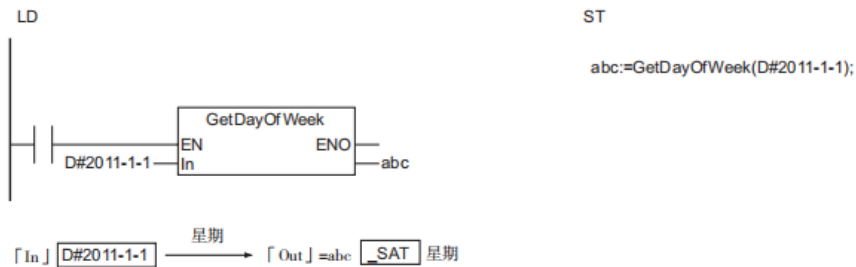 LD
ST
abc:=GetDayOfWeek(D#2011-1-1);
GetDayOfWeek
EN ENO
D#2011-1-1 In abc
星期
「In」 D#2011-1-1 「Out」=abc _SAT 星期